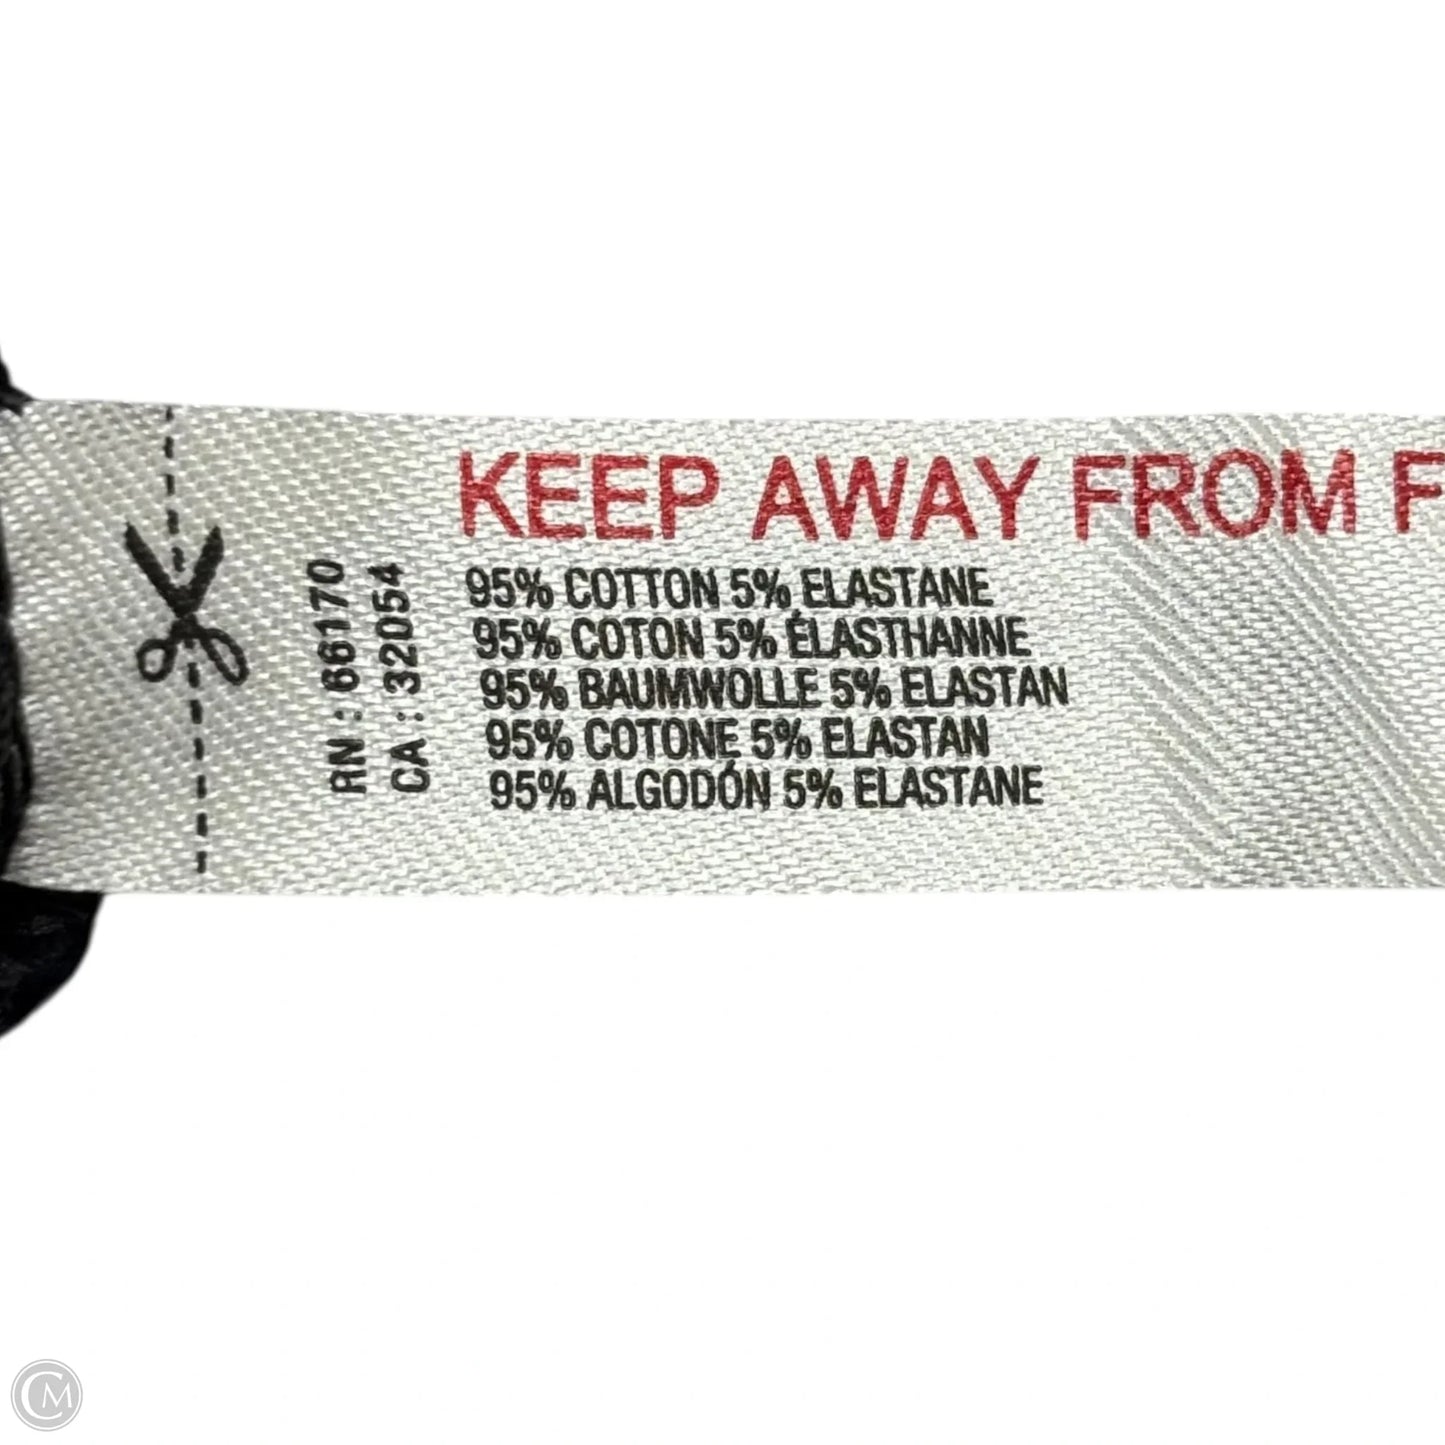 KEEP AWAY FROM F
RN : 66170
CA : 32054
95% COTTON 5% ELASTANE
95% COTON 5% ÉLASTHANNE
95% BAUMWOLLE 5% ELASTAN
95% COTONE 5% ELASTAN
95% ALGODÓN 5% ELASTANE
CM